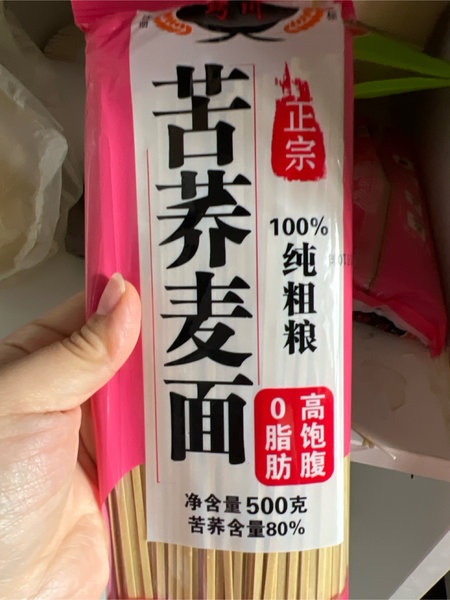 正宗
苦荞麦面
100%
纯粗粮
高饱腹
0脂肪
净含量500克
苦荞含量80%